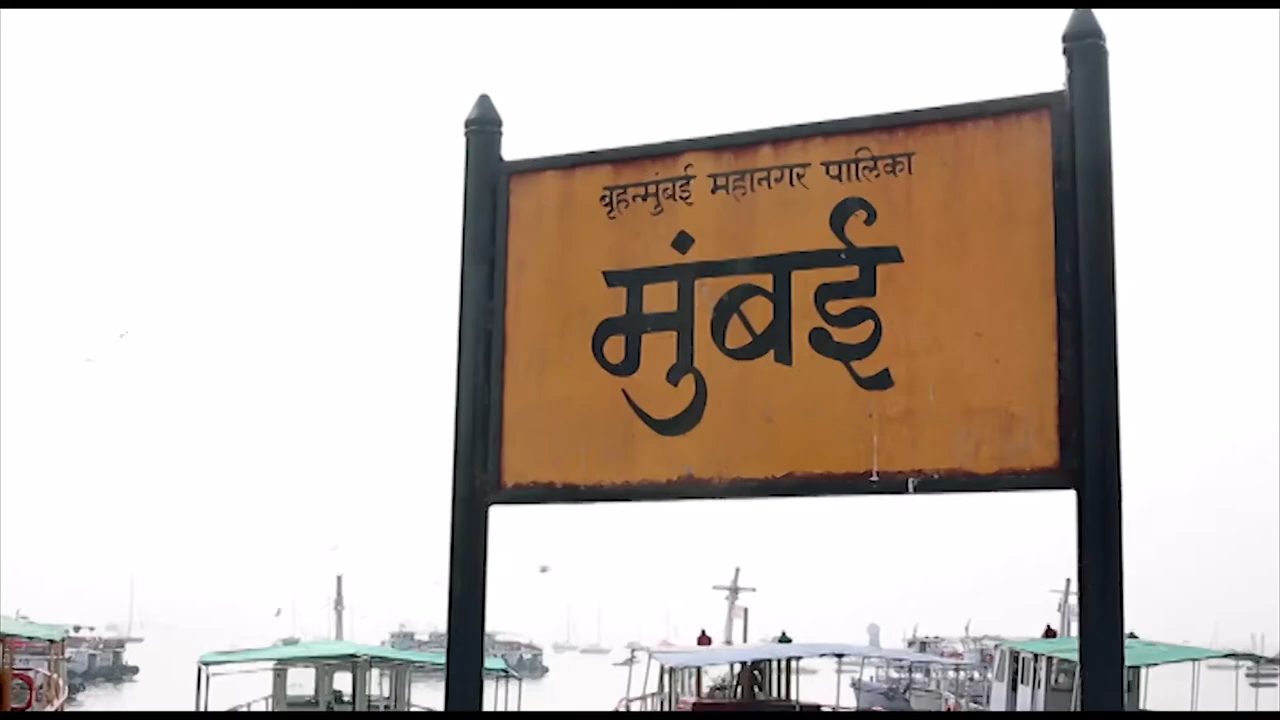 बृहन्मुंबई महानगर पालिका
मुंबई